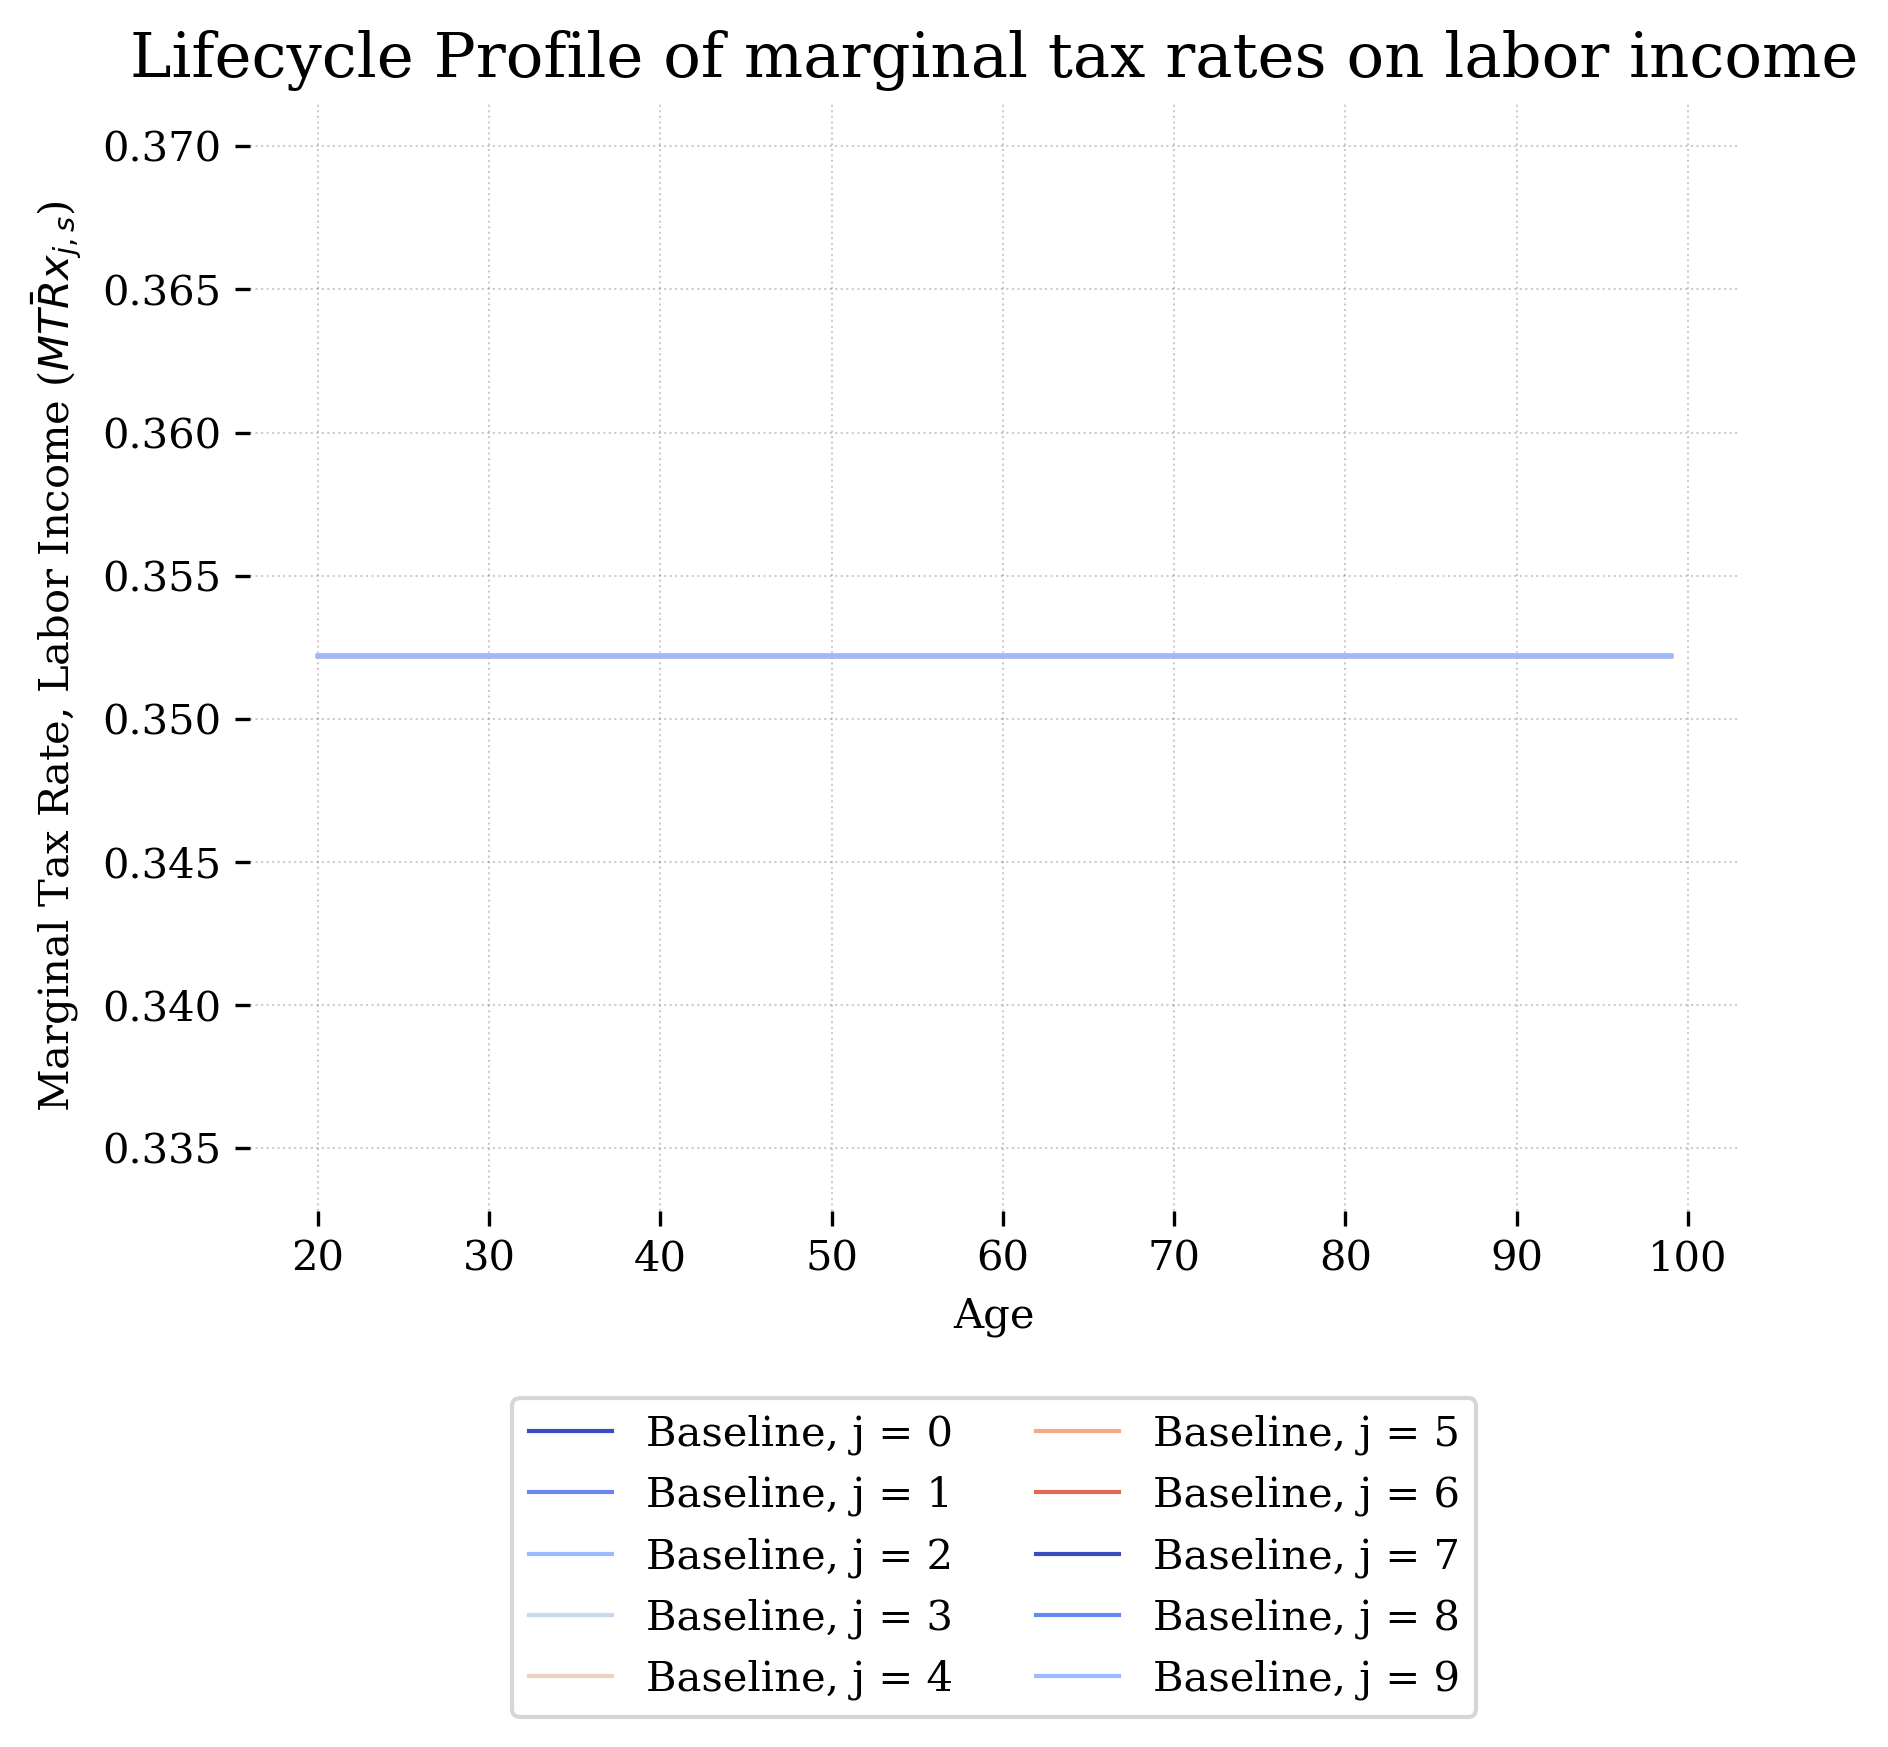 Lifecycle Profile of marginal tax rates on labor income
Marginal Tax Rate, Labor Income ($\bar{MTRx}_{j,s}$)
0.370
0.365
0.360
0.355
0.350
0.345
0.340
0.335
20 30 40 50 60 70 80 90 100
Age
Baseline, j = 0
Baseline, j = 1
Baseline, j = 2
Baseline, j = 3
Baseline, j = 4
Baseline, j = 5
Baseline, j = 6
Baseline, j = 7
Baseline, j = 8
Baseline, j = 9